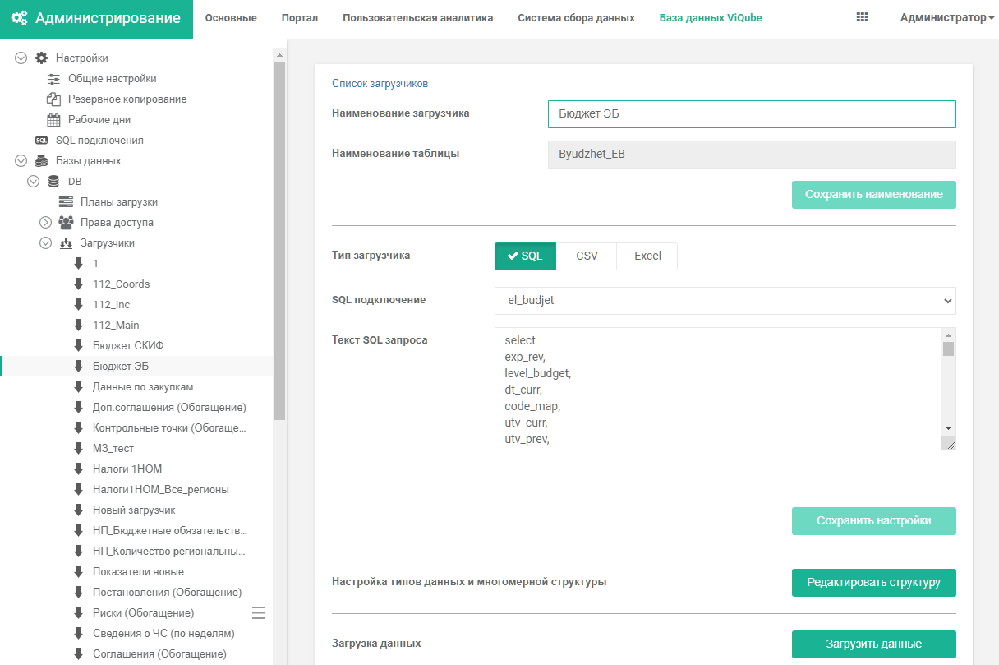 Администрирование
Основные
Портал
Пользовательская аналитика
Система сбора данных
База данных ViQube
Администратор
Настройки
Общие настройки
Резервное копирование
Рабочие дни
SQL SQL подключения
Базы данных
DB
Планы загрузки
Права доступа
Загрузчики
1
112_Coords
112_Inc
112_Main
Бюджет СКИФ
Бюджет ЭБ
Данные по закупкам
Доп.соглашения (Обогащение)
Контрольные точки (Обогаще...
МЗ_тест
Налоги 1НОМ
Налоги1НОМ_Все_регионы
Новый загрузчик
НП_Бюджетные обязательств...
НП_Количество региональны...
Показатели новые
Постановления (Обогащение)
Риски (Обогащение)
Сведения о ЧС (по неделям)
Соглашения (Обогащение)
Список загрузчиков
Наименование загрузчика
Бюджет ЭБ
Наименование таблицы
Byudzhet_EB
Сохранить наименование
Тип загрузчика
SQL
CSV
Excel
SQL подключение
el_budjet
Текст SQL запроса
select
exp_rev,
level_budget,
dt_curr,
code_map,
utv_curr,
utv_prev,
Сохранить настройки
Настройка типов данных и многомерной структуры
Редактировать структуру
Загрузка данных
Загрузить данные